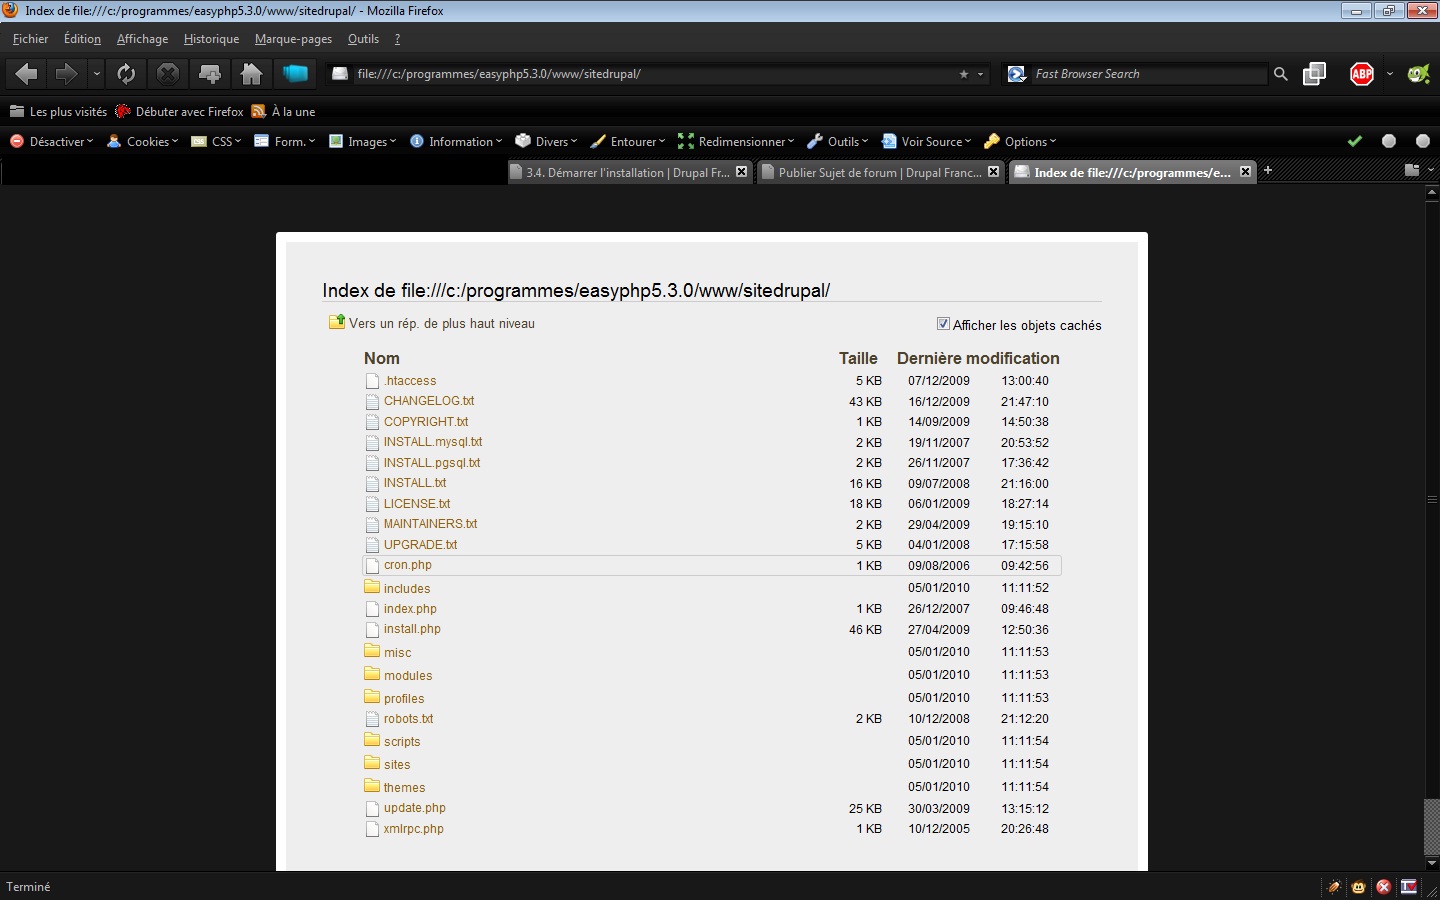 Index de file:///c:/programmes/easyphp5.3.0/www/sitedrupal/ - Mozilla Firefox
Fichier Édition Affichage Historique Marque-pages Outils ?
file:///c:/programmes/easyphp5.3.0/www/sitedrupal/ Fast Browser Search ABP
Les plus visités Débuter avec Firefox À la une
Désactiver Cookies CSS Form. Images Information Divers Entourer Redimensionner Outils Voir Source Options
3.4. Démarrer l'installation | Drupal Fr... Publier Sujet de forum | Drupal Franc... Index de file:///c:/programmes/e...
Index de file:///c:/programmes/easyphp5.3.0/www/sitedrupal/
Vers un rép. de plus haut niveau Afficher les objets cachés
Nom Taille Dernière modification
.htaccess 5 KB 07/12/2009 13:00:40
CHANGELOG.txt 43 KB 16/12/2009 21:47:10
COPYRIGHT.txt 1 KB 14/09/2009 14:50:38
INSTALL.mysql.txt 2 KB 19/11/2007 20:53:52
INSTALL.pgsql.txt 2 KB 26/11/2007 17:36:42
INSTALL.txt 16 KB 09/07/2008 21:16:00
LICENSE.txt 18 KB 06/01/2009 18:27:14
MAINTAINERS.txt 2 KB 29/04/2009 19:15:10
UPGRADE.txt 5 KB 04/01/2008 17:15:58
cron.php 1 KB 09/08/2006 09:42:56
includes 05/01/2010 11:11:52
index.php 1 KB 26/12/2007 09:46:48
install.php 46 KB 27/04/2009 12:50:36
misc 05/01/2010 11:11:53
modules 05/01/2010 11:11:53
profiles 05/01/2010 11:11:53
robots.txt 2 KB 10/12/2008 21:12:20
scripts 05/01/2010 11:11:54
sites 05/01/2010 11:11:54
themes 05/01/2010 11:11:54
update.php 25 KB 30/03/2009 13:15:12
xmlrpc.php 1 KB 10/12/2005 20:26:48
Terminé